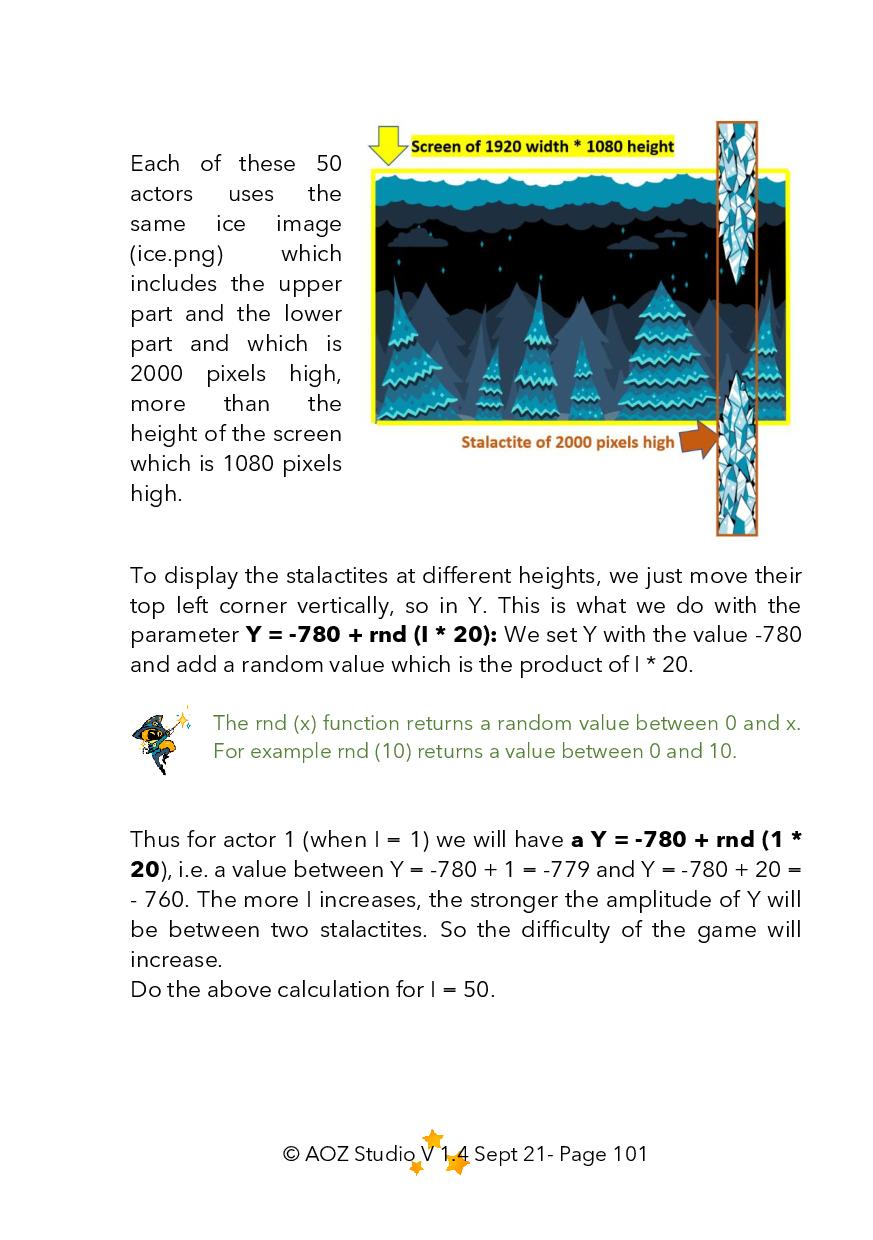 Screen of 1920 width * 1080 height
Each of these 50
actors uses the
same ice image
(ice.png) which
includes the upper
part and the lower
part and which is
2000 pixels high,
more than the
height of the screen
which is 1080 pixels
high.
Stalactite of 2000 pixels high
To display the stalactites at different heights, we just move their
top left corner vertically, so in Y. This is what we do with the
parameter Y = -780 + rnd (I * 20): We set Y with the value -780
and add a random value which is the product of I * 20.
The rnd (x) function returns a random value between 0 and x.
For example rnd (10) returns a value between 0 and 10.
Thus for actor 1 (when I = 1) we will have a Y = -780 + rnd (1 *
20), i.e. a value between Y = -780 + 1 = -779 and Y = -780 + 20 =
- 760. The more I increases, the stronger the amplitude of Y will
be between two stalactites. So the difficulty of the game will
increase.
Do the above calculation for I = 50.
© AOZ Studio V 1.4 Sept 21- Page 101